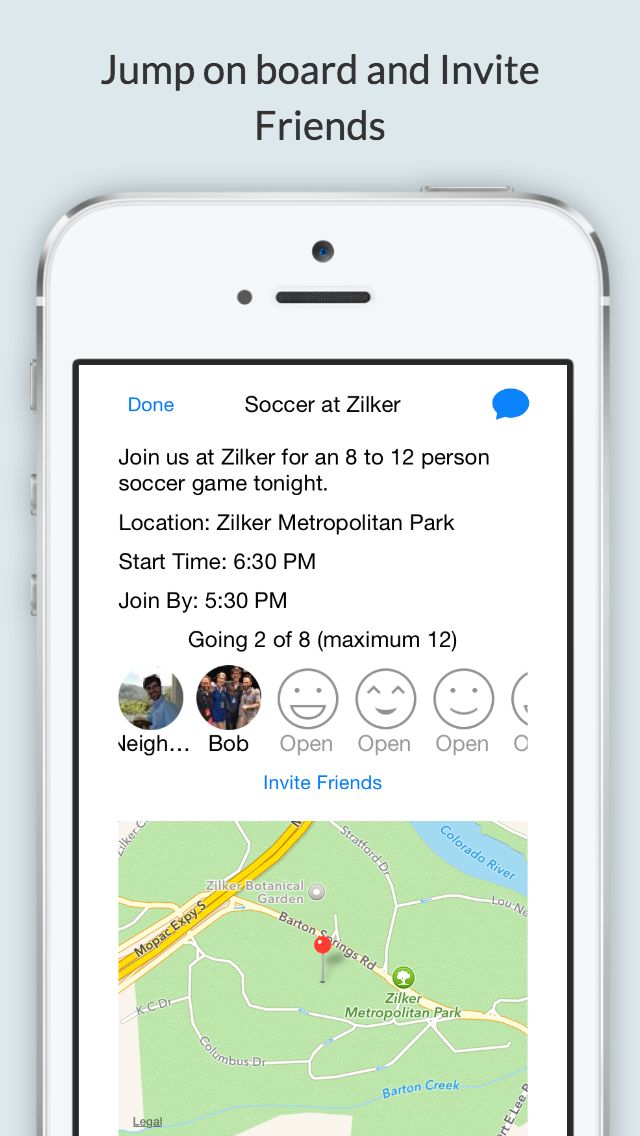 Jump on board and Invite
Friends
Done
Soccer at Zilker
Join us at Zilker for an 8 to 12 person
soccer game tonight.
Location: Zilker Metropolitan Park
Start Time: 6:30 PM
Join By: 5:30 PM
Going 2 of 8 (maximum 12)
Neigh… Bob Open Open Open
Invite Friends
Stratford Dr
Colorado River
Zilker Botanical
Garden
Mopac Expy S
Barton Springs Rd
Zilker
Metropolitan Park
K C Dr
Columbus Dr
Barton Creek
Legal